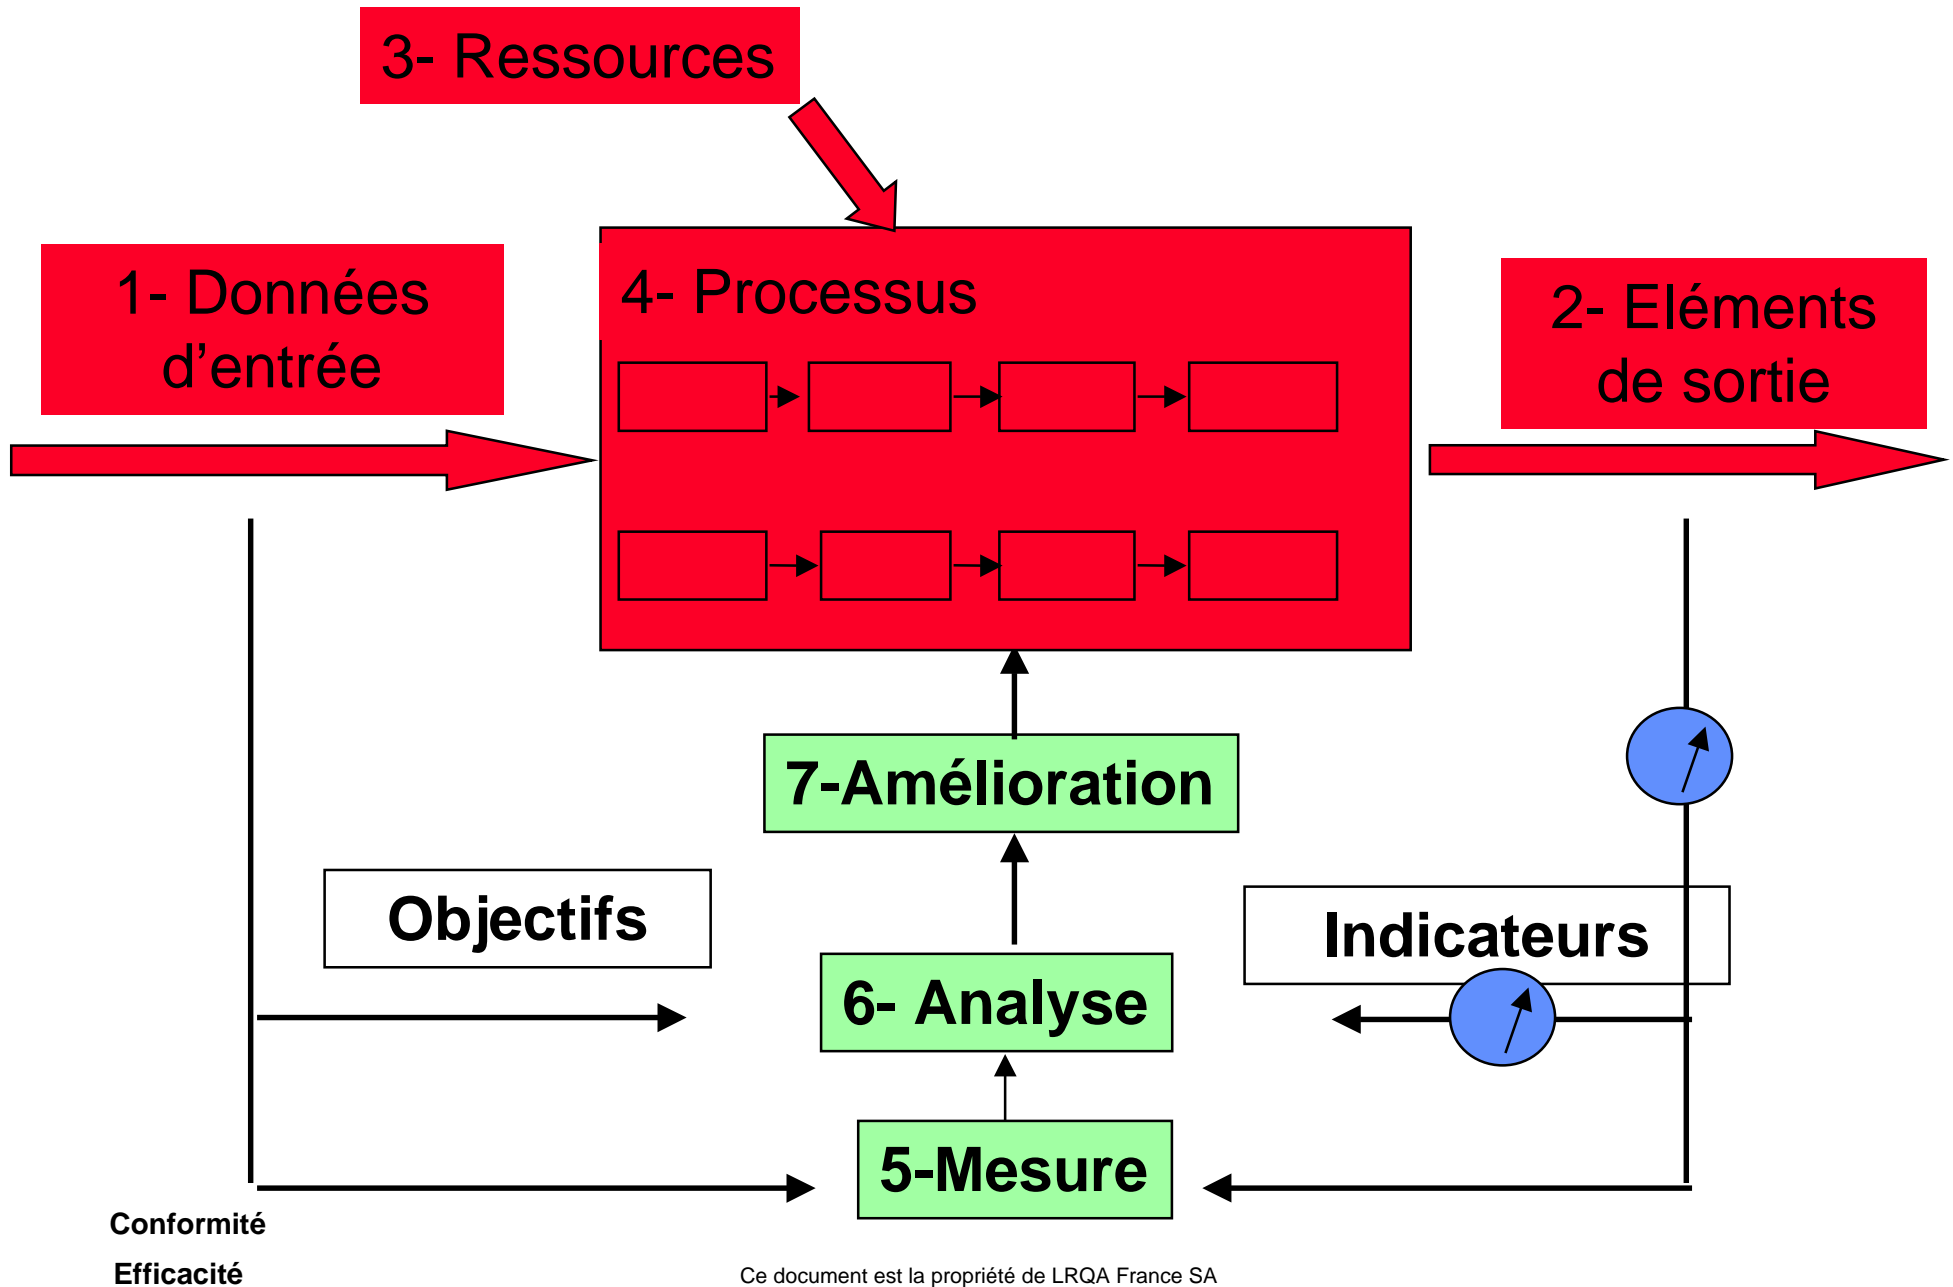 3- Ressources
1- Données
d’entrée
4- Processus
2- Eléments
de sortie
7-Amélioration
Objectifs
Indicateurs
6- Analyse
5-Mesure
Conformité
Efficacité
Ce document est la propriété de LRQA France SA